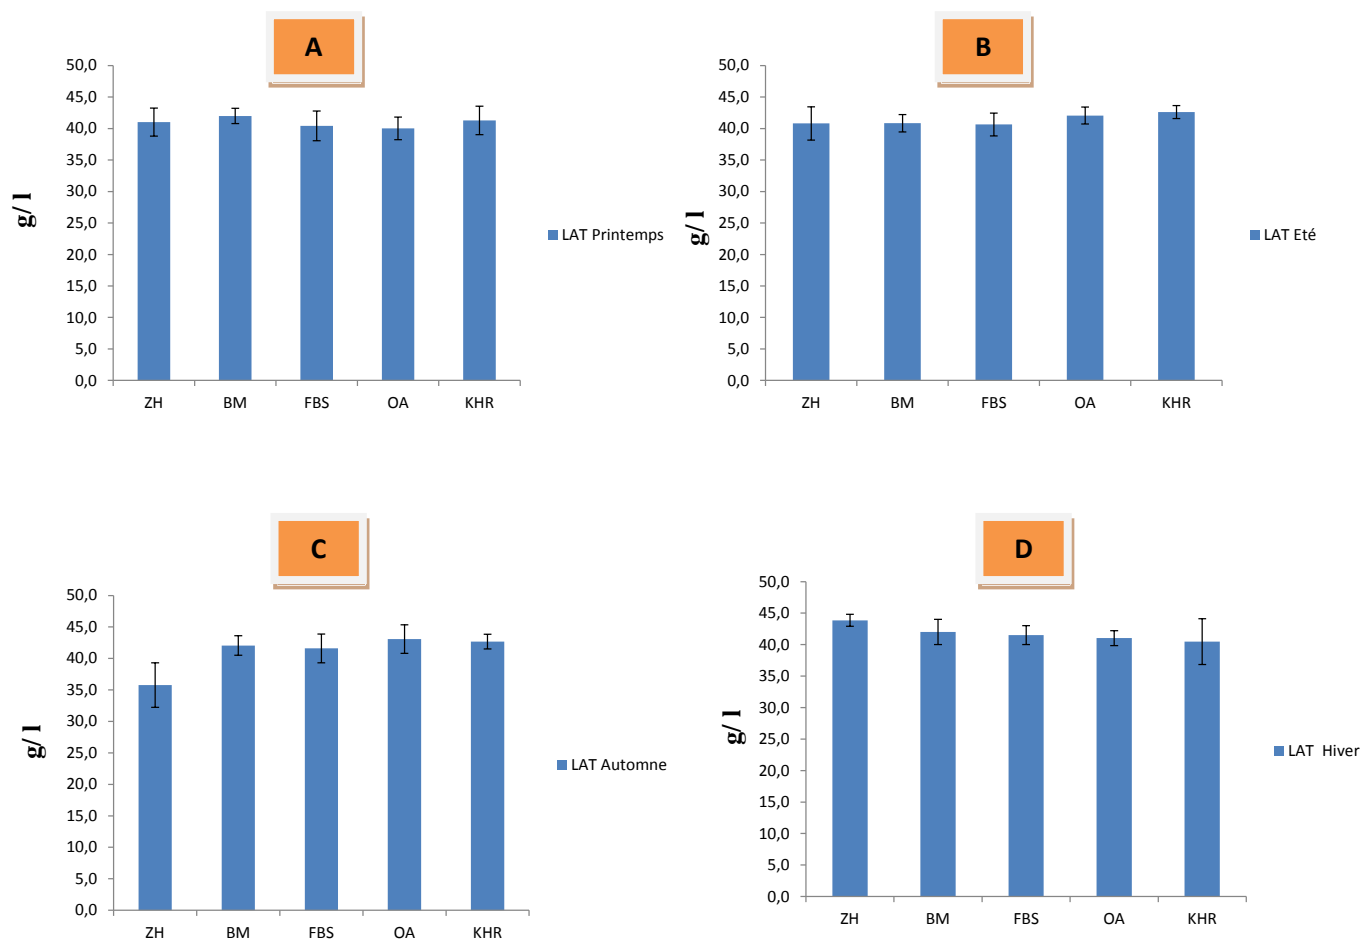 A
50,0
45,0
40,0
35,0
30,0
25,0
20,0
15,0
10,0
5,0
0,0
g/ l
ZH BM FBS OA KHR
LAT Printemps
B
50,0
45,0
40,0
35,0
30,0
25,0
20,0
15,0
10,0
5,0
0,0
g/ l
ZH BM FBS OA KHR
LAT Eté
C
50,0
45,0
40,0
35,0
30,0
25,0
20,0
15,0
10,0
5,0
0,0
g/ l
ZH BM FBS OA KHR
LAT Automne
D
50,0
45,0
40,0
35,0
30,0
25,0
20,0
15,0
10,0
5,0
0,0
g/ l
ZH BM FBS OA KHR
LAT Hiver